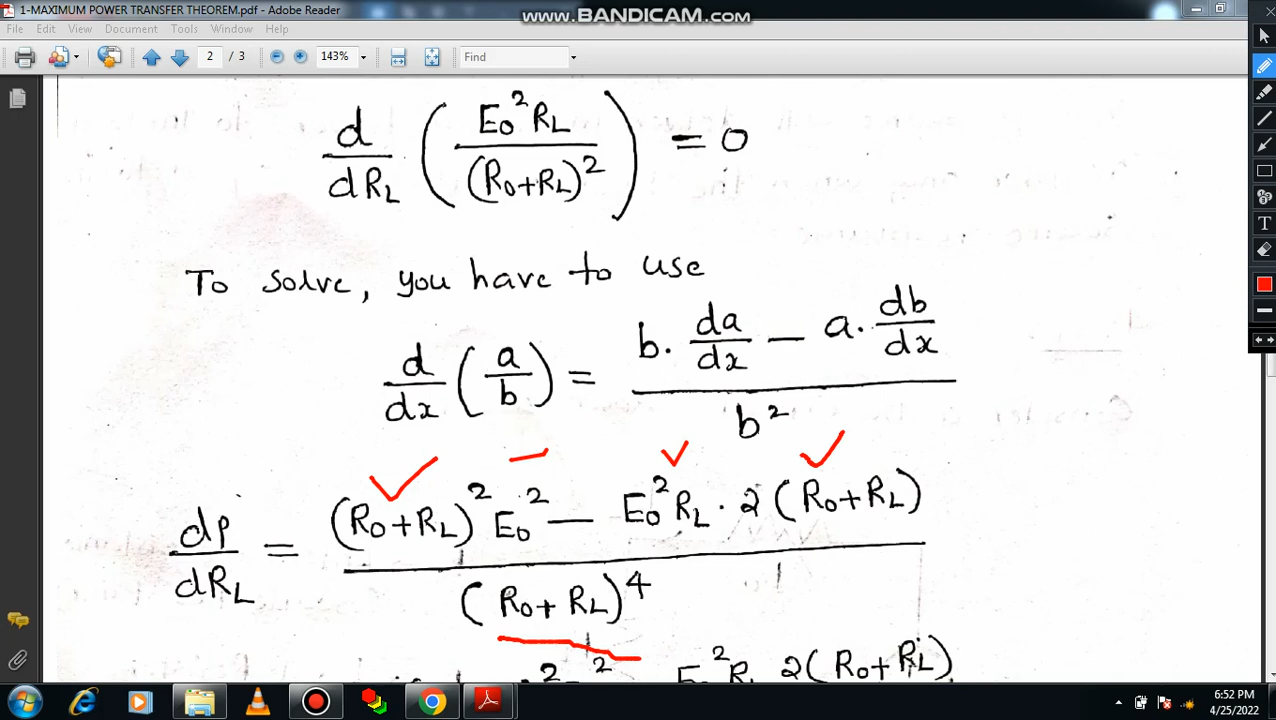 1-MAXIMUM POWER TRANSFER THEOREM.pdf - Adobe Reader
www.BANDICAM.com
File Edit View Document Tools Window Help
2 / 3 143% Find
d/dRL (E0²RL / (R0+RL)²) = 0
To solve, you have to use
d/dx (a/b) = (b. da/dx − a. db/dx) / b²
dP/dRL = ((R0+RL)² E0² − E0²RL . 2 (R0+RL)) / (R0+RL)⁴
2(R0+RL)
6:52 PM
4/25/2022